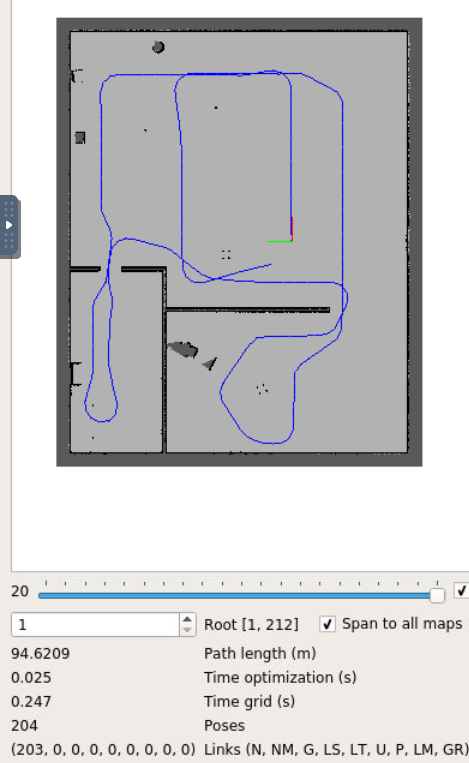 20
1 Root [1, 212] Span to all maps
94.6209 Path length (m)
0.025 Time optimization (s)
0.247 Time grid (s)
204 Poses
(203, 0, 0, 0, 0, 0, 0, 0, 0) Links (N, NM, G, LS, LT, U, P, LM, GR)